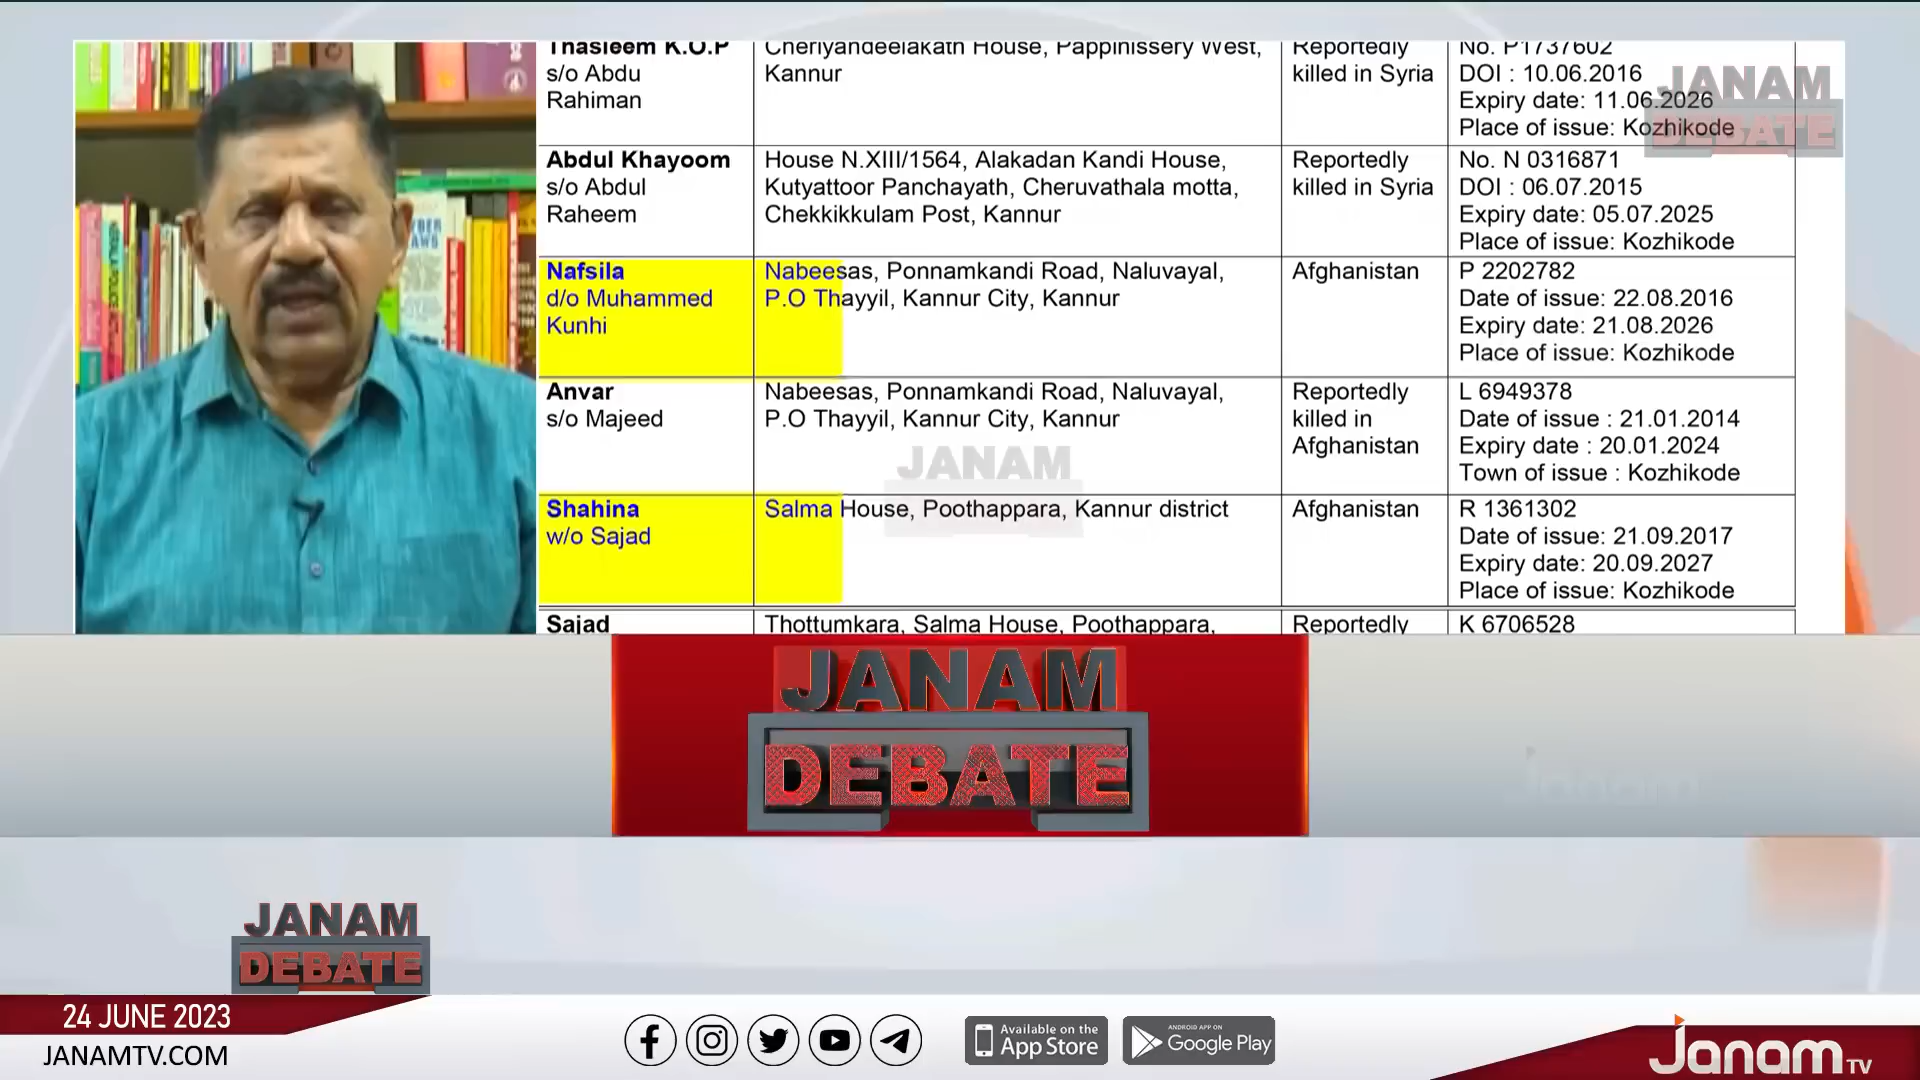 Thasleem K.O.P
s/o Abdu
Rahiman
Cheriyandeelakath House, Pappinissery West,
Kannur
Reportedly
killed in Syria
No. P1737602
DOI : 10.06.2016
Expiry date: 11.06.2026
Place of issue: Kozhikode
JANAM
DEBATE
Abdul Khayoom
s/o Abdul
Raheem
House N.XIII/1564, Alakadan Kandi House,
Kutyattoor Panchayath, Cheruvathala motta,
Chekkikkulam Post, Kannur
Reportedly
killed in Syria
No. N 0316871
DOI : 06.07.2015
Expiry date: 05.07.2025
Place of issue: Kozhikode
Nafsila
d/o Muhammed
Kunhi
Nabeesas, Ponnamkandi Road, Naluvayal,
P.O Thayyil, Kannur City, Kannur
Afghanistan
P 2202782
Date of issue: 22.08.2016
Expiry date: 21.08.2026
Place of issue: Kozhikode
Anvar
s/o Majeed
Nabeesas, Ponnamkandi Road, Naluvayal,
P.O Thayyil, Kannur City, Kannur
Reportedly
killed in
Afghanistan
L 6949378
Date of issue : 21.01.2014
Expiry date : 20.01.2024
Town of issue : Kozhikode
JANAM
Shahina
w/o Sajad
Salma House, Poothappara, Kannur district
Afghanistan
R 1361302
Date of issue: 21.09.2017
Expiry date: 20.09.2027
Place of issue: Kozhikode
Sajad
Thottumkara, Salma House, Poothappara,
Reportedly
K 6706528
JANAM
DEBATE
Janam
JANAM
DEBATE
24 JUNE 2023
JANAMTV.COM
Available on the
App Store
ANDROID APP ON
Google Play
Janam TV